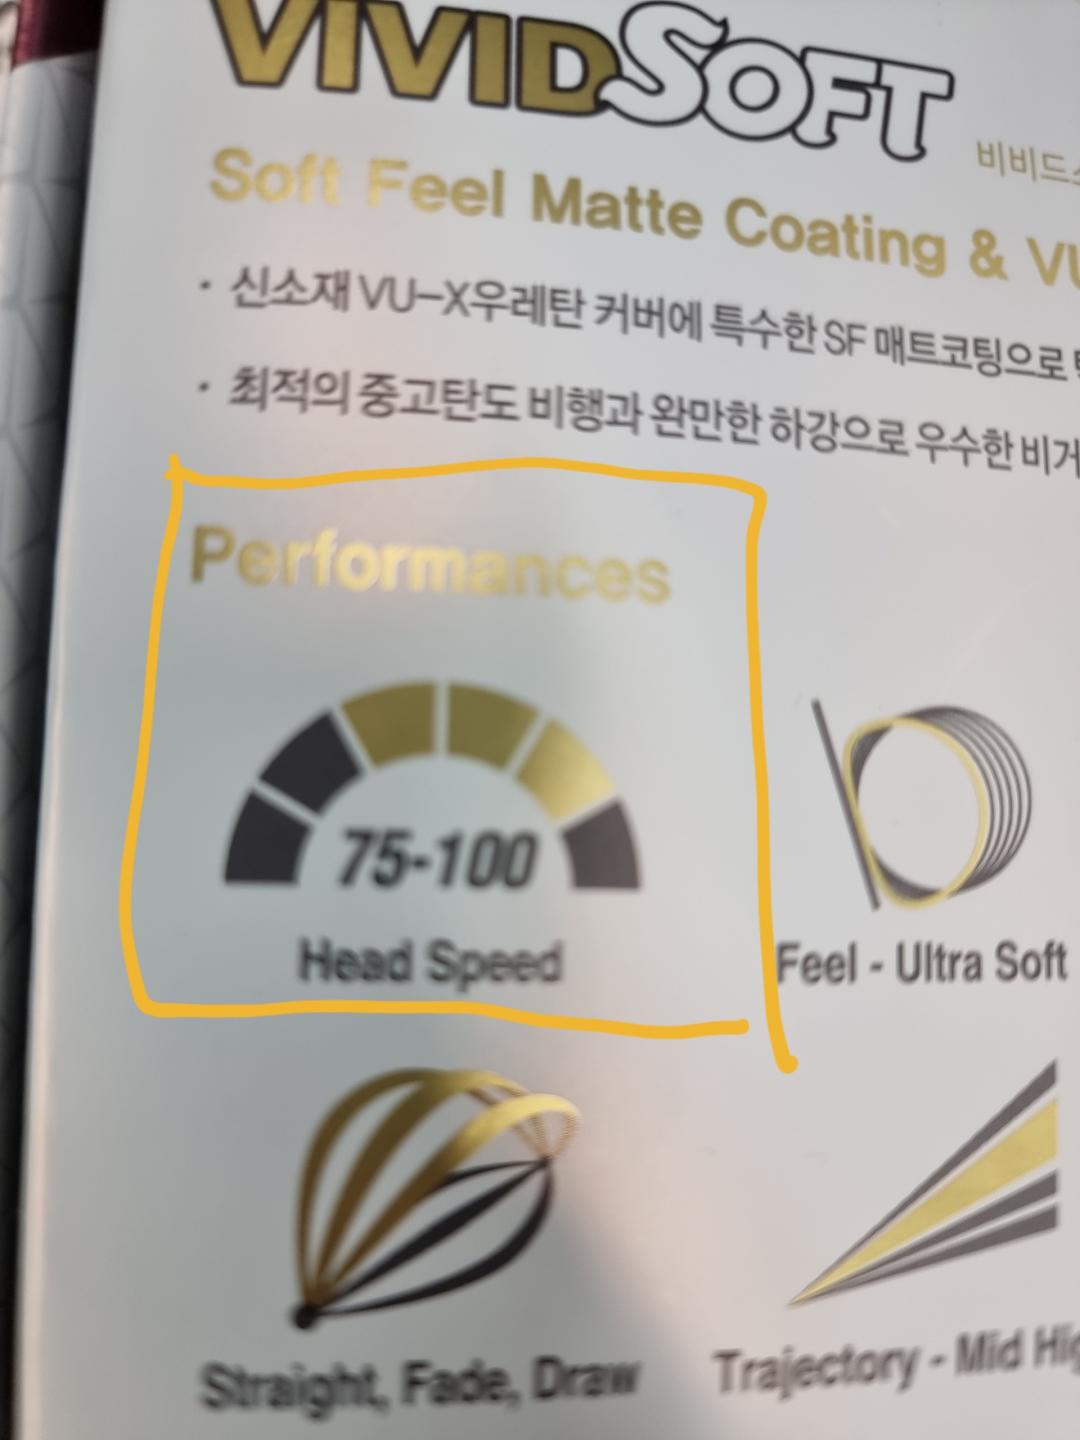 VIVIDSOFT
비비드
Soft Feel Matte Coating &
· 신소재 VU-X우레탄 커버에 특수한 SF 매트코팅으로
· 최적의 중고탄도 비행과 완만한 하강으로 우수한 비거
Performances
75-100
Head Speed
Feel - Ultra Soft
Straight, Fade, Draw
Trajectory - Mid